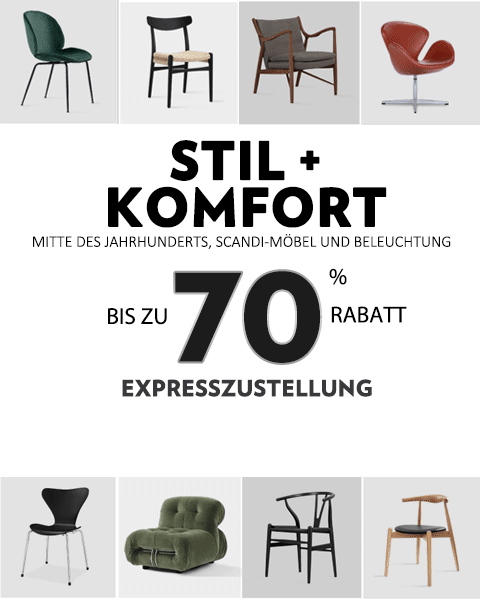 STIL +
KOMFORT
MITTE DES JAHRHUNDERTS, SCANDI-MÖBEL UND BELEUCHTUNG
BIS ZU 70 % RABATT
EXPRESSZUSTELLUNG